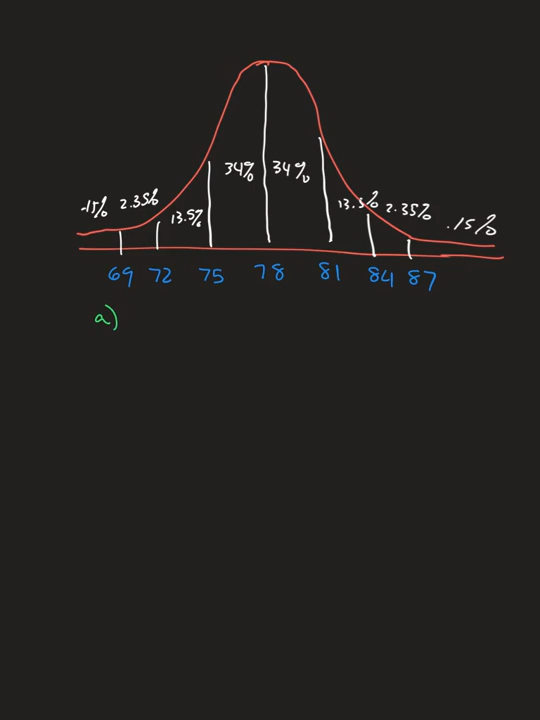 34% 34%
.15% 2.35% 13.5% 13.5% 2.35% .15%
69 72 75 78 81 84 87
a)